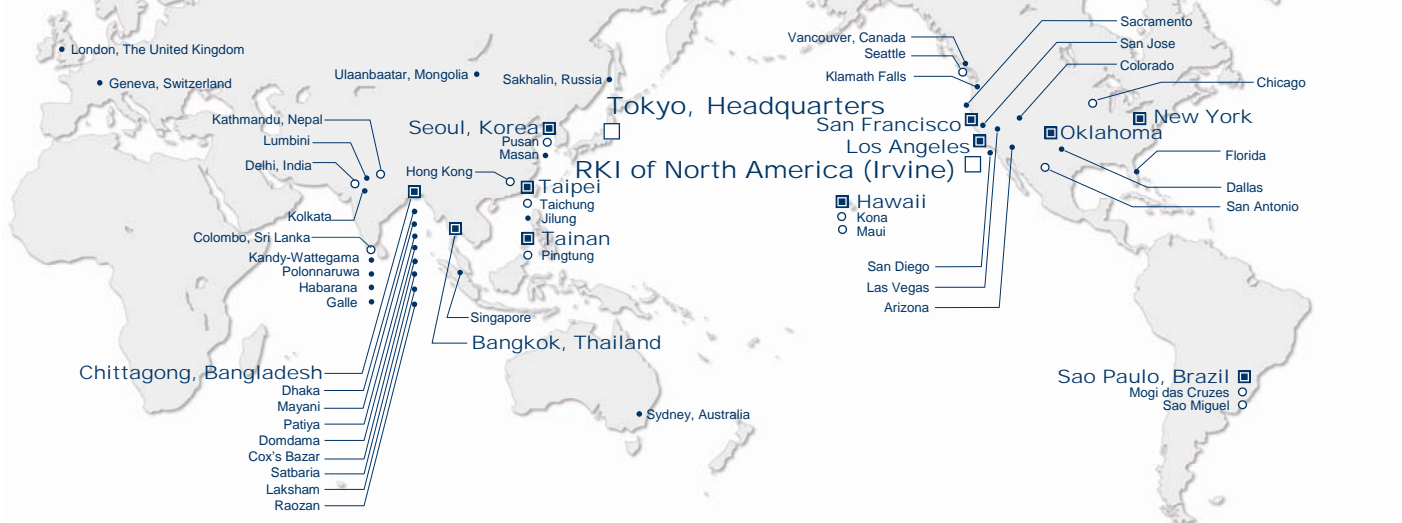 London, The United Kingdom
Geneva, Switzerland
Ulaanbaatar, Mongolia
Sakhalin, Russia
Tokyo, Headquarters
Kathmandu, Nepal
Lumbini
Delhi, India
Seoul, Korea
Pusan
Masan
Hong Kong
RKI of North America (Irvine)
Taipei
Taichung
Jilung
Tainan
Pingtung
Kolkata
Colombo, Sri Lanka
Kandy-Wattegama
Polonnaruwa
Habarana
Galle
Singapore
Bangkok, Thailand
Chittagong, Bangladesh
Dhaka
Mayani
Patiya
Domdama
Cox's Bazar
Satbaria
Laksham
Raozan
Sydney, Australia
Vancouver, Canada
Seattle
Klamath Falls
San Francisco
Los Angeles
Hawaii
Kona
Maui
San Diego
Las Vegas
Arizona
Sacramento
San Jose
Colorado
Chicago
New York
Oklahoma
Florida
Dallas
San Antonio
Sao Paulo, Brazil
Mogi das Cruzes
Sao Miguel